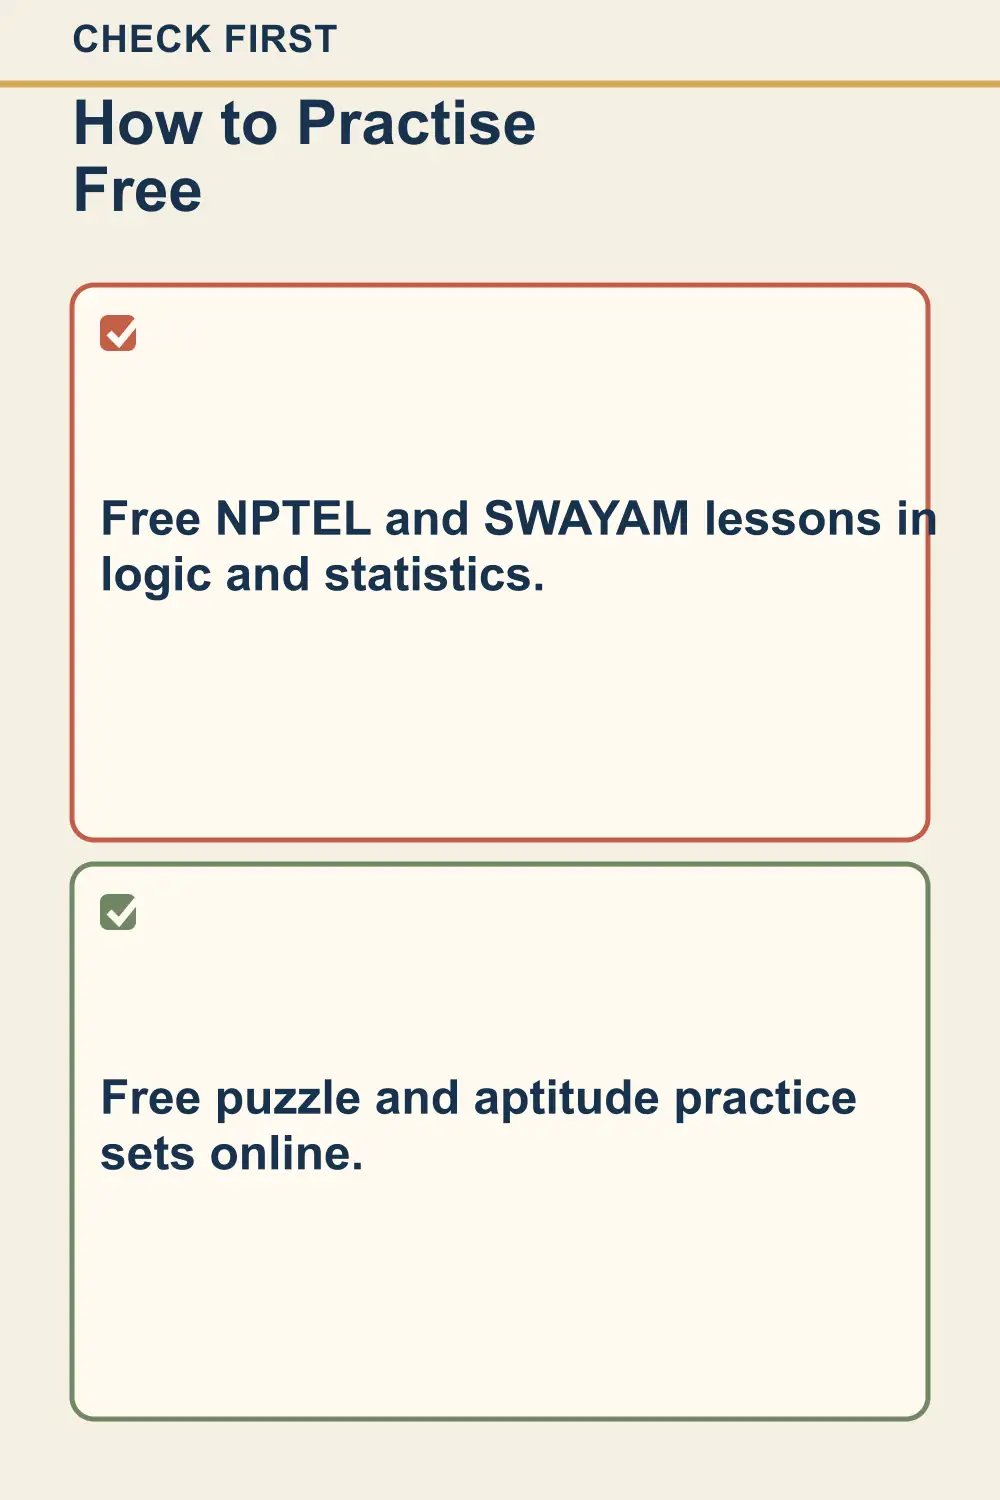 CHECK FIRST
How to Practise
Free
Free NPTEL and SWAYAM lessons in
logic and statistics.
Free puzzle and aptitude practice
sets online.